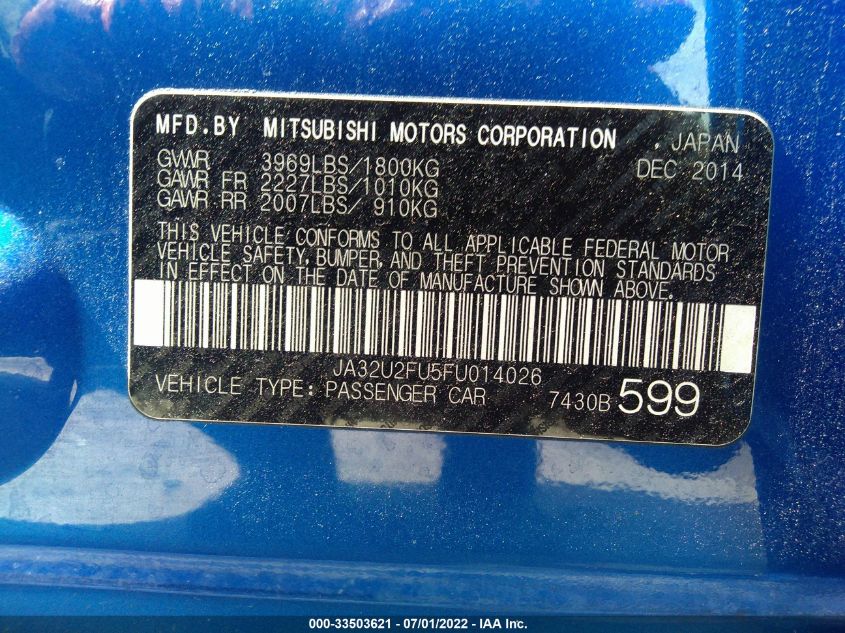 MFD.BY MITSUBISHI MOTORS CORPORATION . JAPAN
GVWR 3969LBS/1800KG DEC 2014
GAWR FR 2227LBS/1010KG
GAWR RR 2007LBS/ 910KG
THIS VEHICLE CONFORMS TO ALL APPLICABLE FEDERAL MOTOR
VEHICLE SAFETY, BUMPER, AND THEFT PREVENTION STANDARDS
IN EFFECT ON THE DATE OF MANUFACTURE SHOWN ABOVE.
JA32U2FU5FU014026
VEHICLE TYPE: PASSENGER CAR 7430B 599
000-33503621 - 07/01/2022 - IAA Inc.